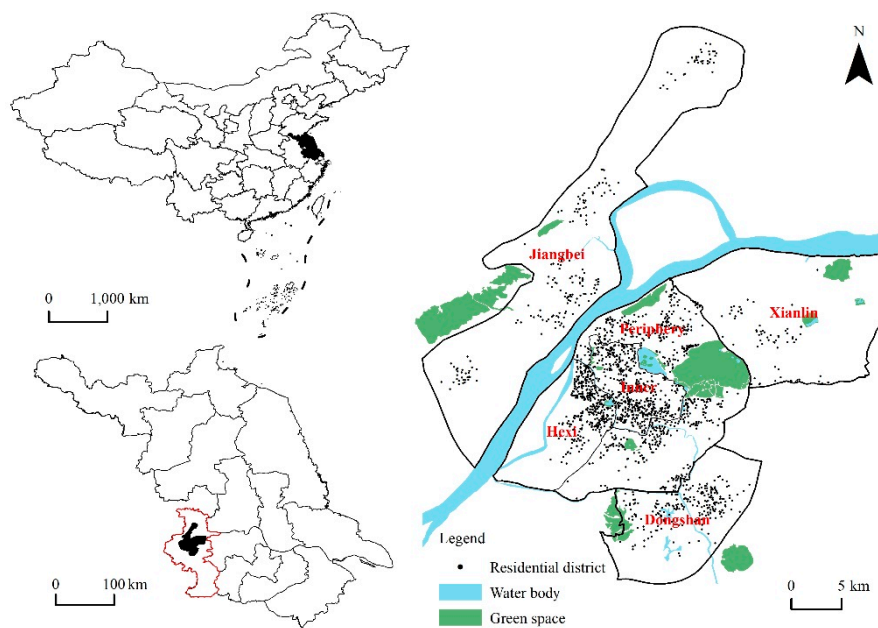 N
Jiangbei
Xianlin
Periphery
Inner
Hexi
Dongshan
0 1,000 km
0 100 km
Legend
Residential district
Water body
Green space
0 5 km